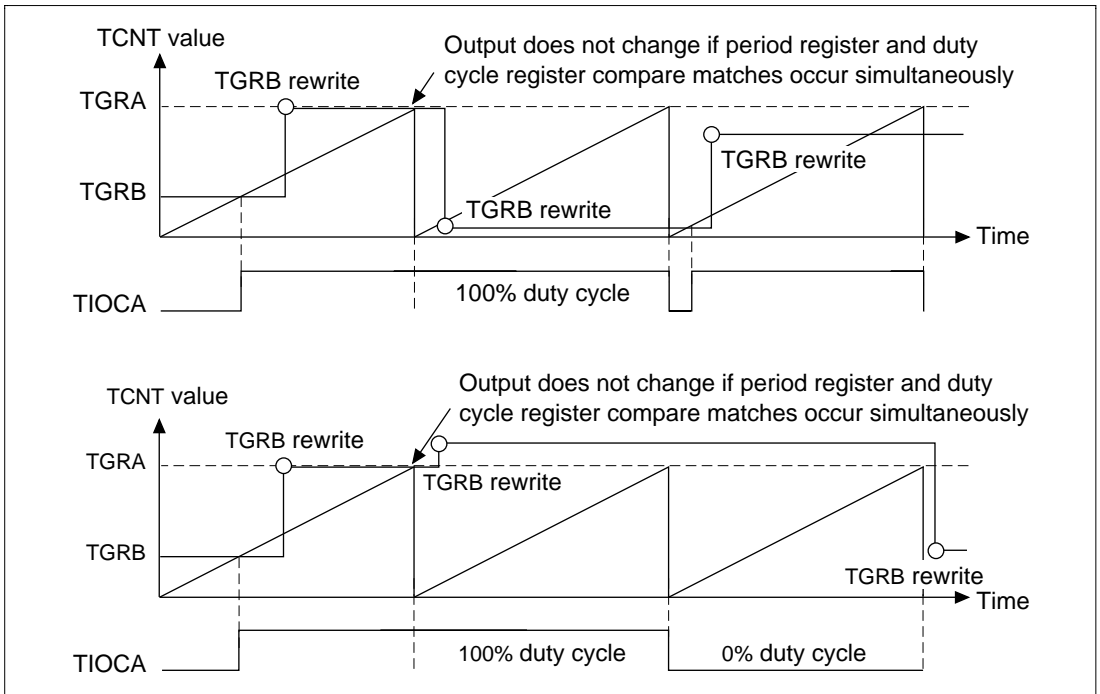 TCNT value
Output does not change if period register and duty
cycle register compare matches occur simultaneously
TGRB rewrite
TGRA
TGRB rewrite
TGRB
TGRB rewrite
Time
100% duty cycle
TIOCA
Output does not change if period register and duty
cycle register compare matches occur simultaneously
TCNT value
TGRB rewrite
TGRA
TGRB rewrite
TGRB
TGRB rewrite
Time
100% duty cycle
0% duty cycle
TIOCA